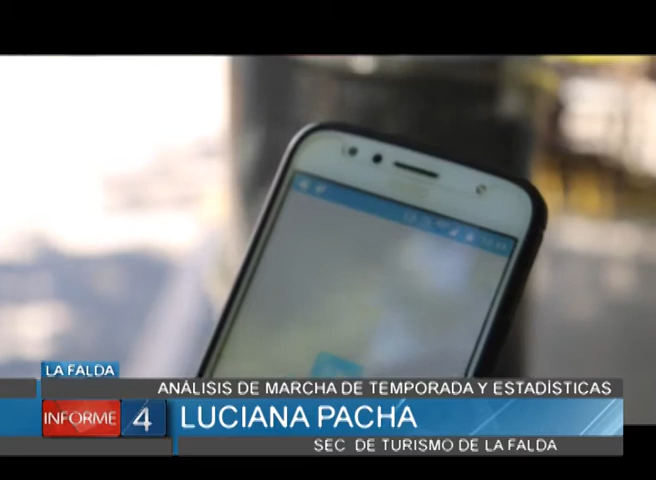 LA FALDA
ANÁLISIS DE MARCHA DE TEMPORADA Y ESTADÍSTICAS
INFORME 4 LUCIANA PACHA
SEC DE TURISMO DE LA FALDA